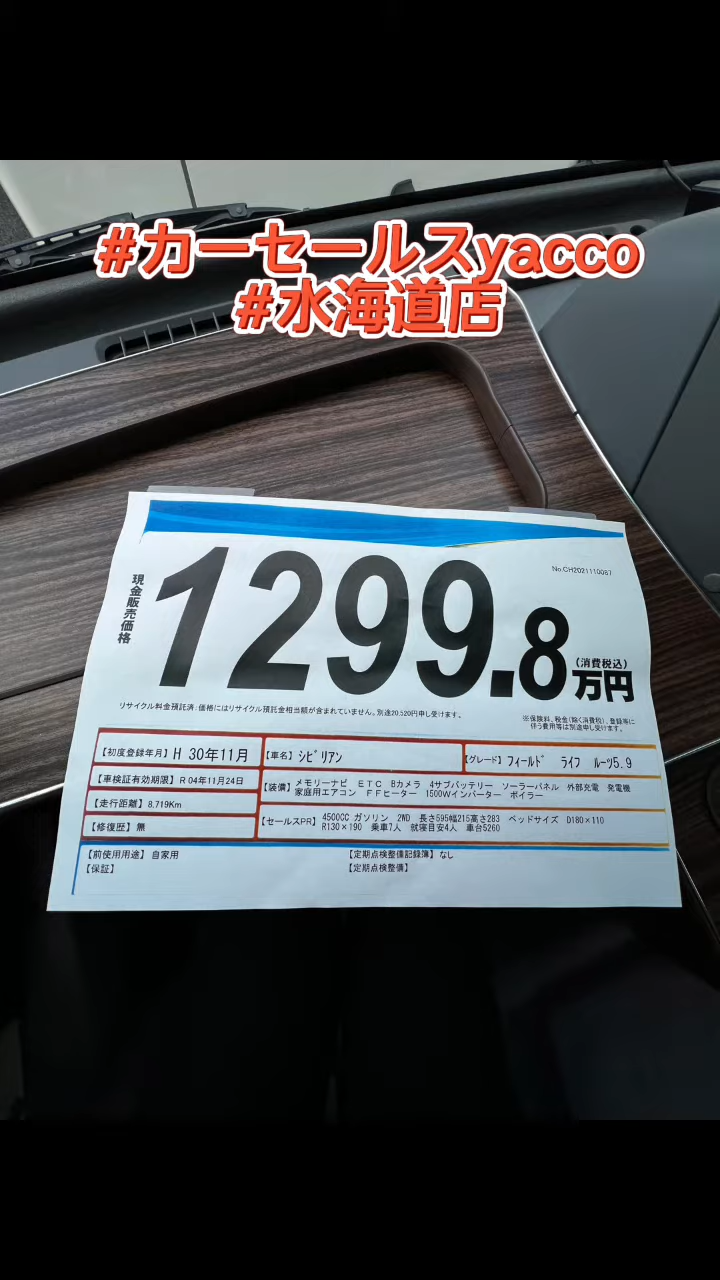 #カーセールスyacco
#水海道店
No.CH2021110087
現金販売価格
1299.8万円
(消費税込)
リサイクル料金預託済:価格にはリサイクル預託金相当額が含まれていません。別途20,520円申し受けます。
※保険料、税金(除く消費税)、登録等に
伴う費用等は別途申し受けます。
【初度登録年月】H 30年11月
【車名】シビリアン
【グレード】フィールド ライフ ルーツ5.9
【車検証有効期限】R 04年11月24日
【装備】メモリーナビ ETC Bカメラ 4サブバッテリー ソーラーパネル 外部充電 発電機
家庭用エアコン FFヒーター 1500Wインバーター ボイラー
【走行距離】8,719Km
【修復歴】無
【セールスPR】4500CC ガソリン 2WD 長さ595幅215高さ283 ベッドサイズ D180×110
R130×190 乗車7人 就寝目安4人 車台5260
【前使用用途】自家用
【定期点検整備記録簿】なし
【保証】
【定期点検整備】